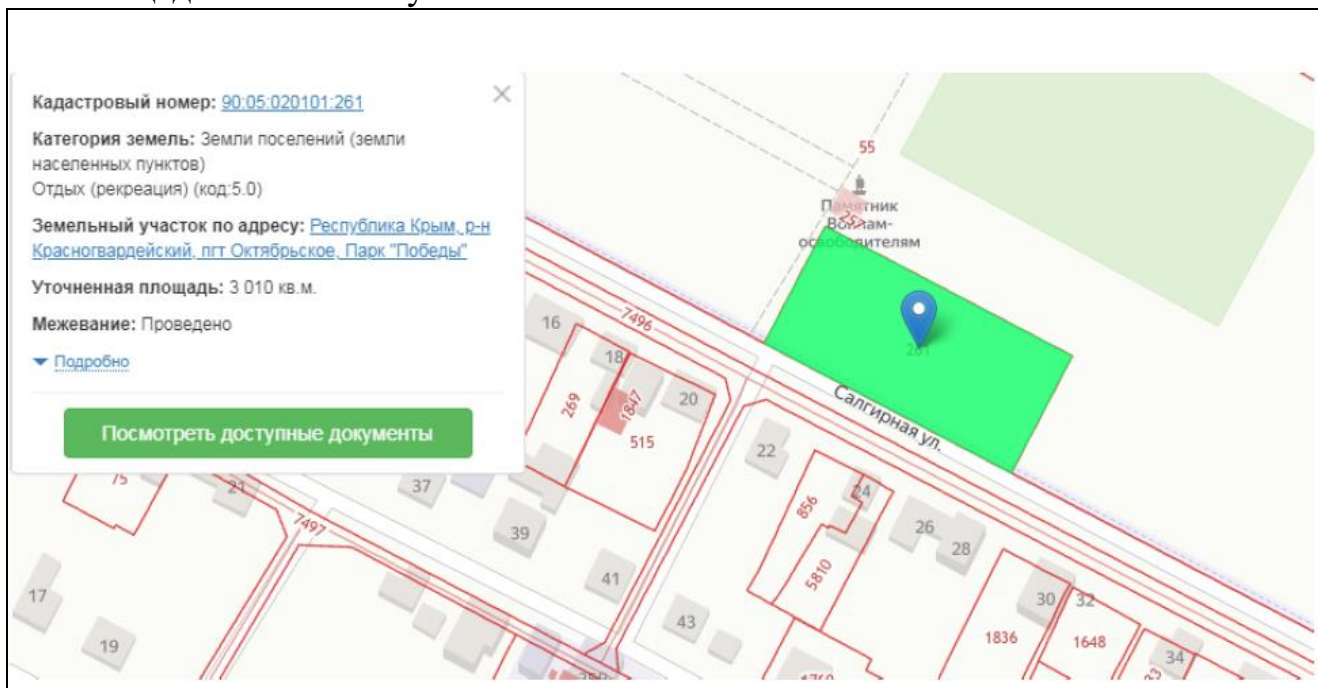 Кадастровый номер: 90:05:020101:261
Категория земель: Земли поселений (земли
населенных пунктов)
Отдых (рекреация) (код:5.0)
Земельный участок по адресу: Республика Крым, р-н
Красногвардейский, пгт Октябрьское, Парк "Победы"
Уточненная площадь: 3 010 кв.м.
Межевание: Проведено
Подробно
Посмотреть доступные документы
55
Памятник
257
Воинам-
освободителям
261
7496
16
18
269
1847
20
515
Салгирная ул.
22
24
856
5810
26
28
75
21
37
39
7497
41
43
17
19
30
32
1836
1648
34